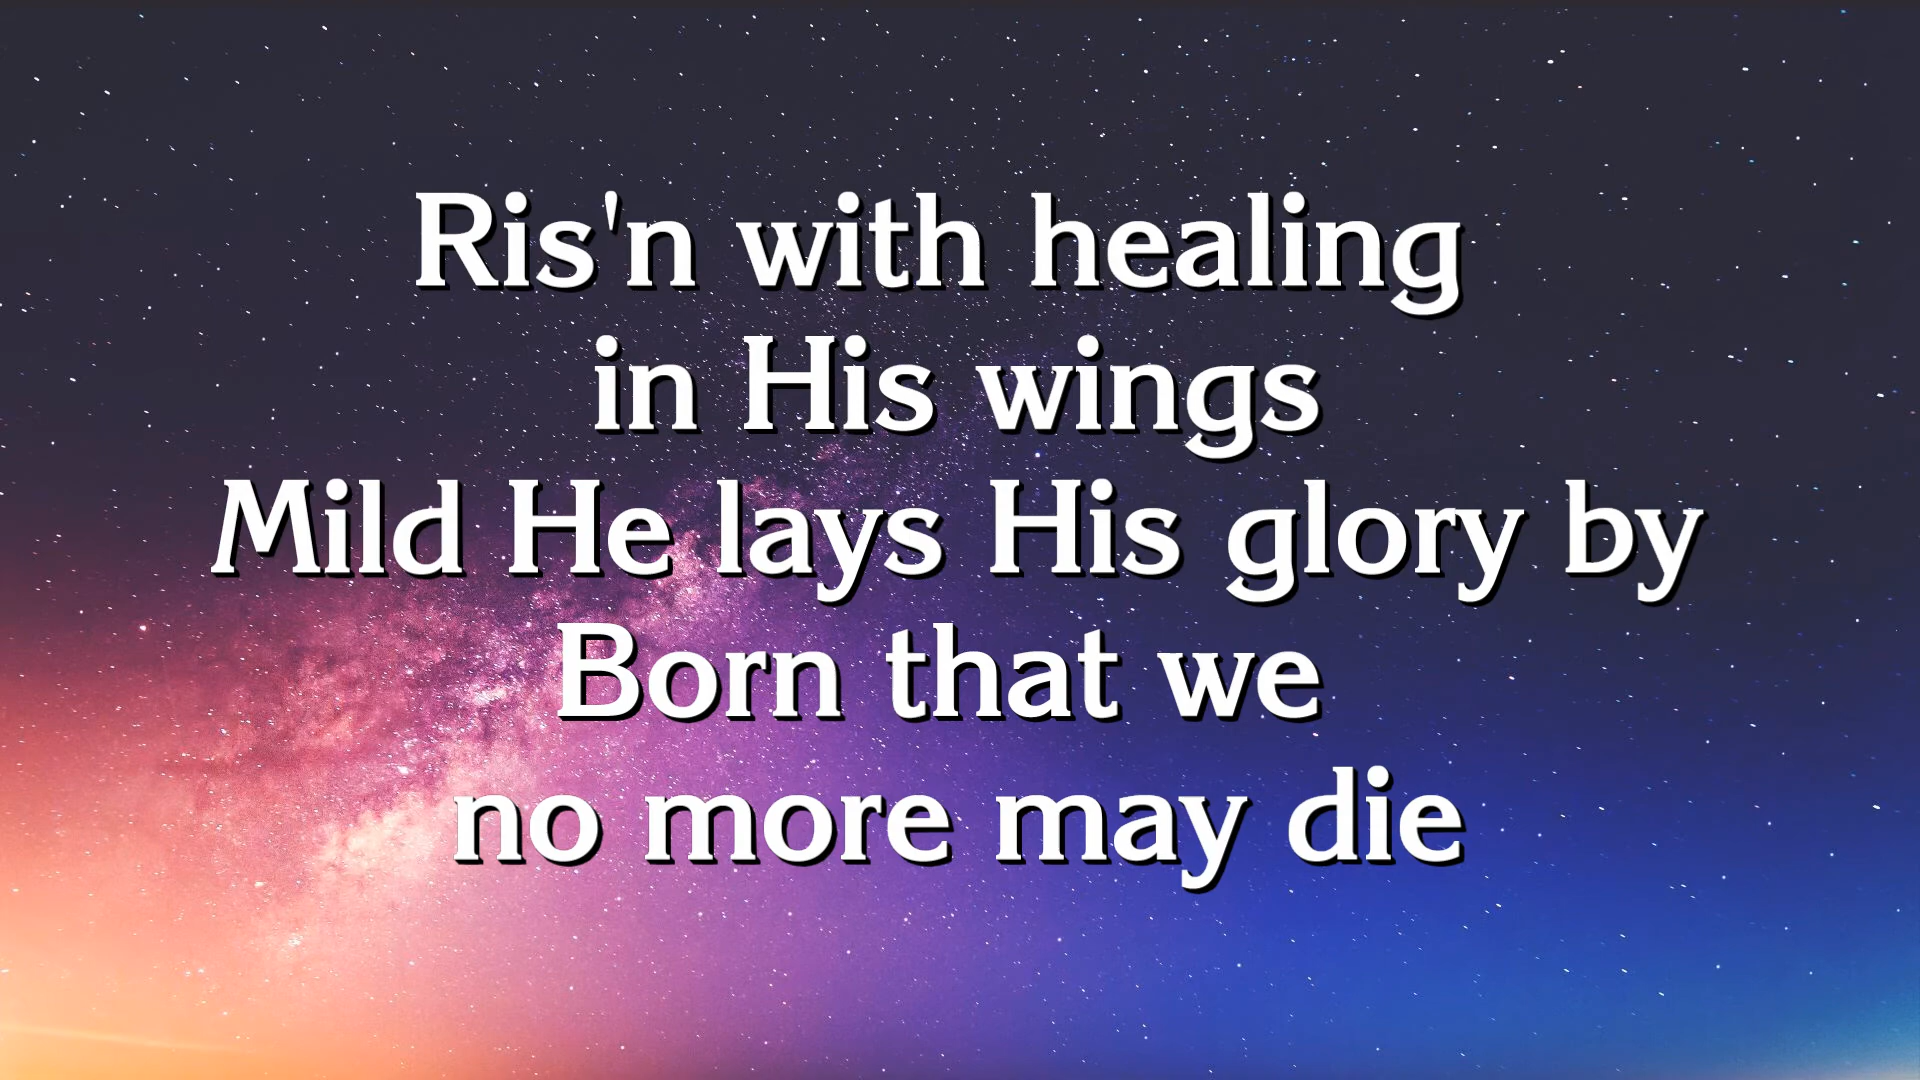 Ris'n with healing
in His wings
Mild He lays His glory by
Born that we
no more may die